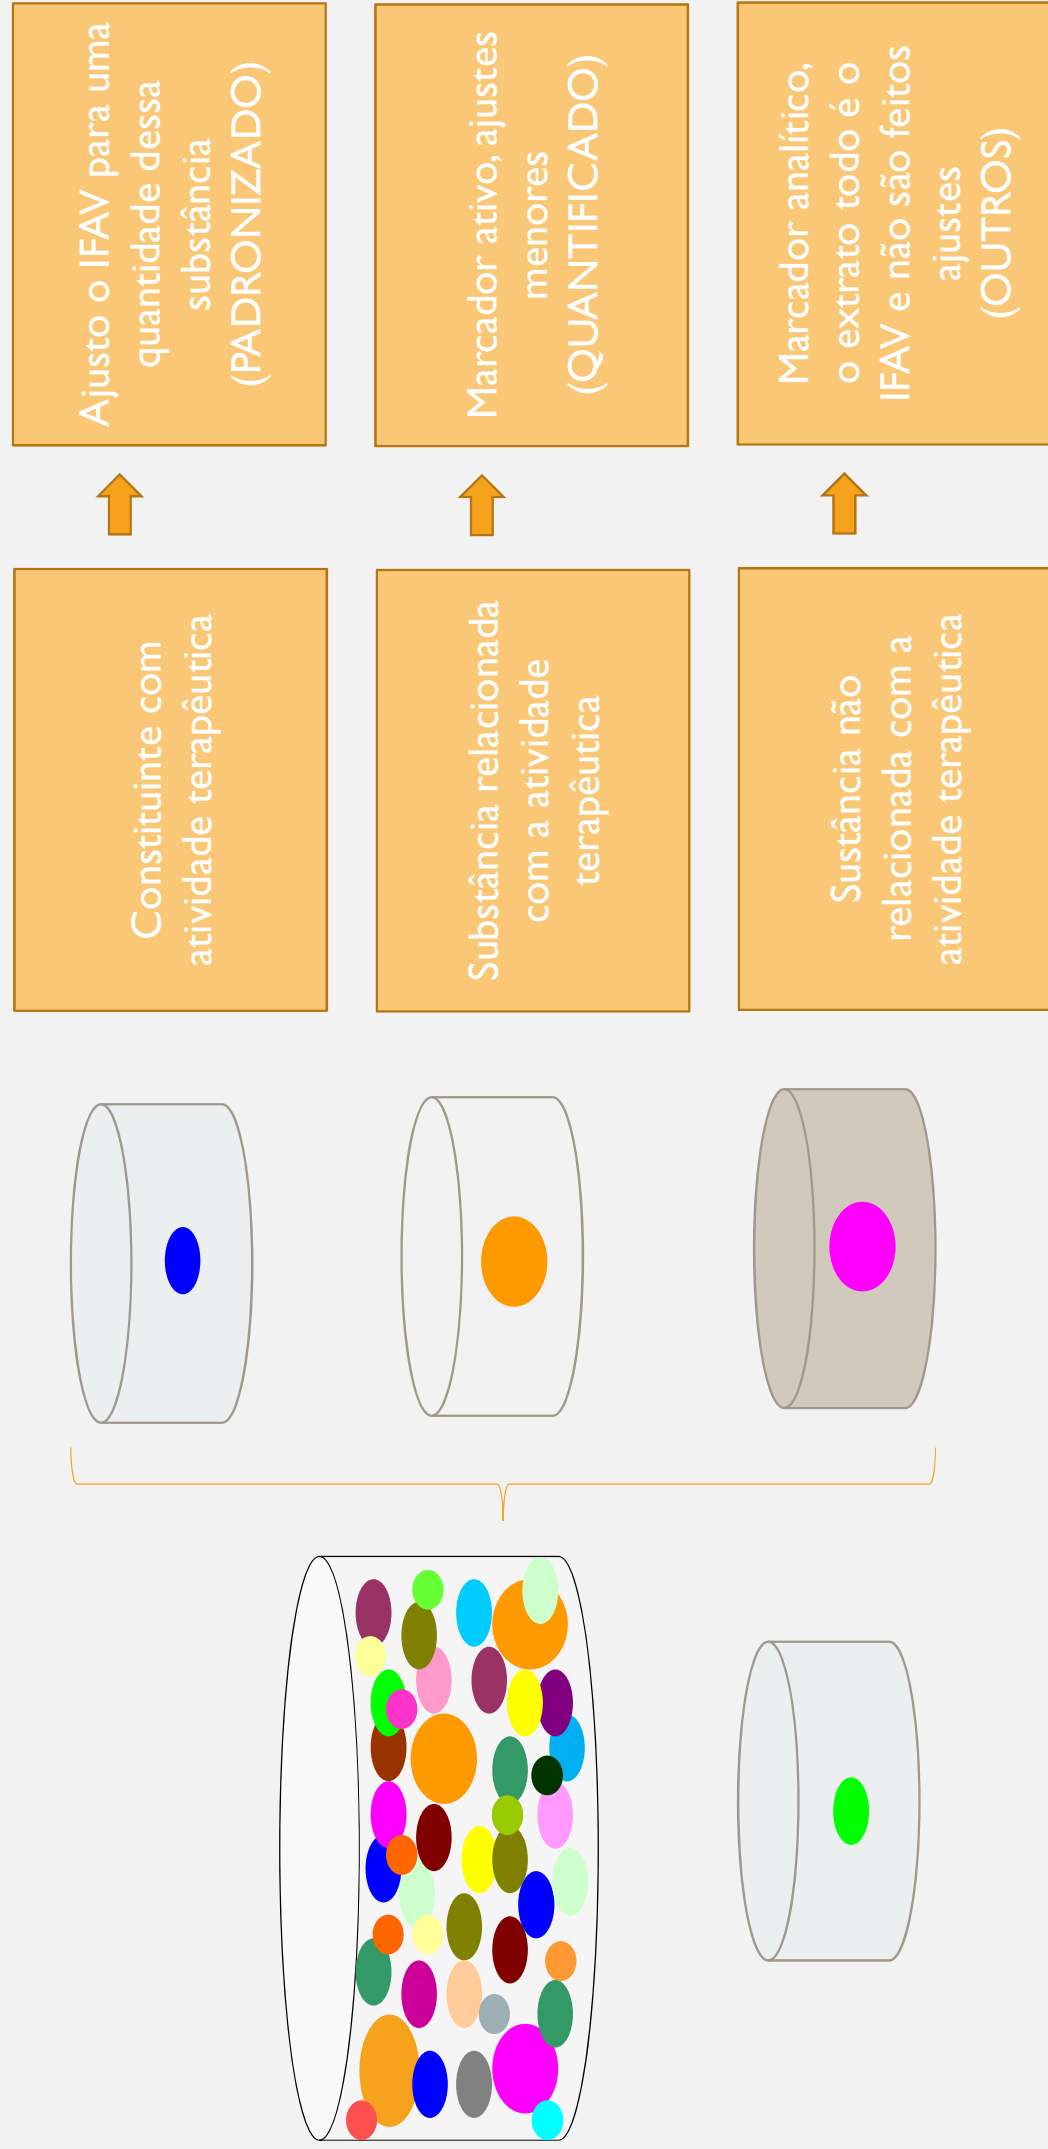 Constituinte com
atividade terapêutica
Ajusto o IFAV para uma
quantidade dessa
substância
(PADRONIZADO)
Substância relacionada
com a atividade
terapêutica
Marcador ativo, ajustes
menores
(QUANTIFICADO)
Sustância não
relacionada com a
atividade terapêutica
Marcador analítico,
o extrato todo é o
IFAV e não são feitos
ajustes
(OUTROS)